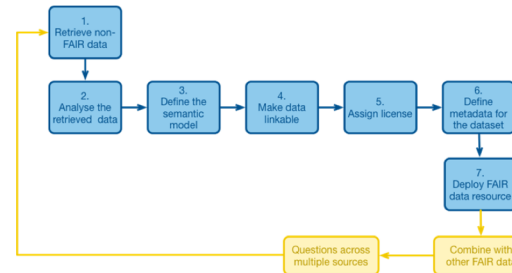 1.
Retrieve non-
FAIR data
2.
Analyse the
retrieved data
3.
Define the
semantic
model
4.
Make data
linkable
5.
Assign license
6.
Define
metadata for
the dataset
7.
Deploy FAIR
data resource
Combine with
other FAIR data
Questions across
multiple sources